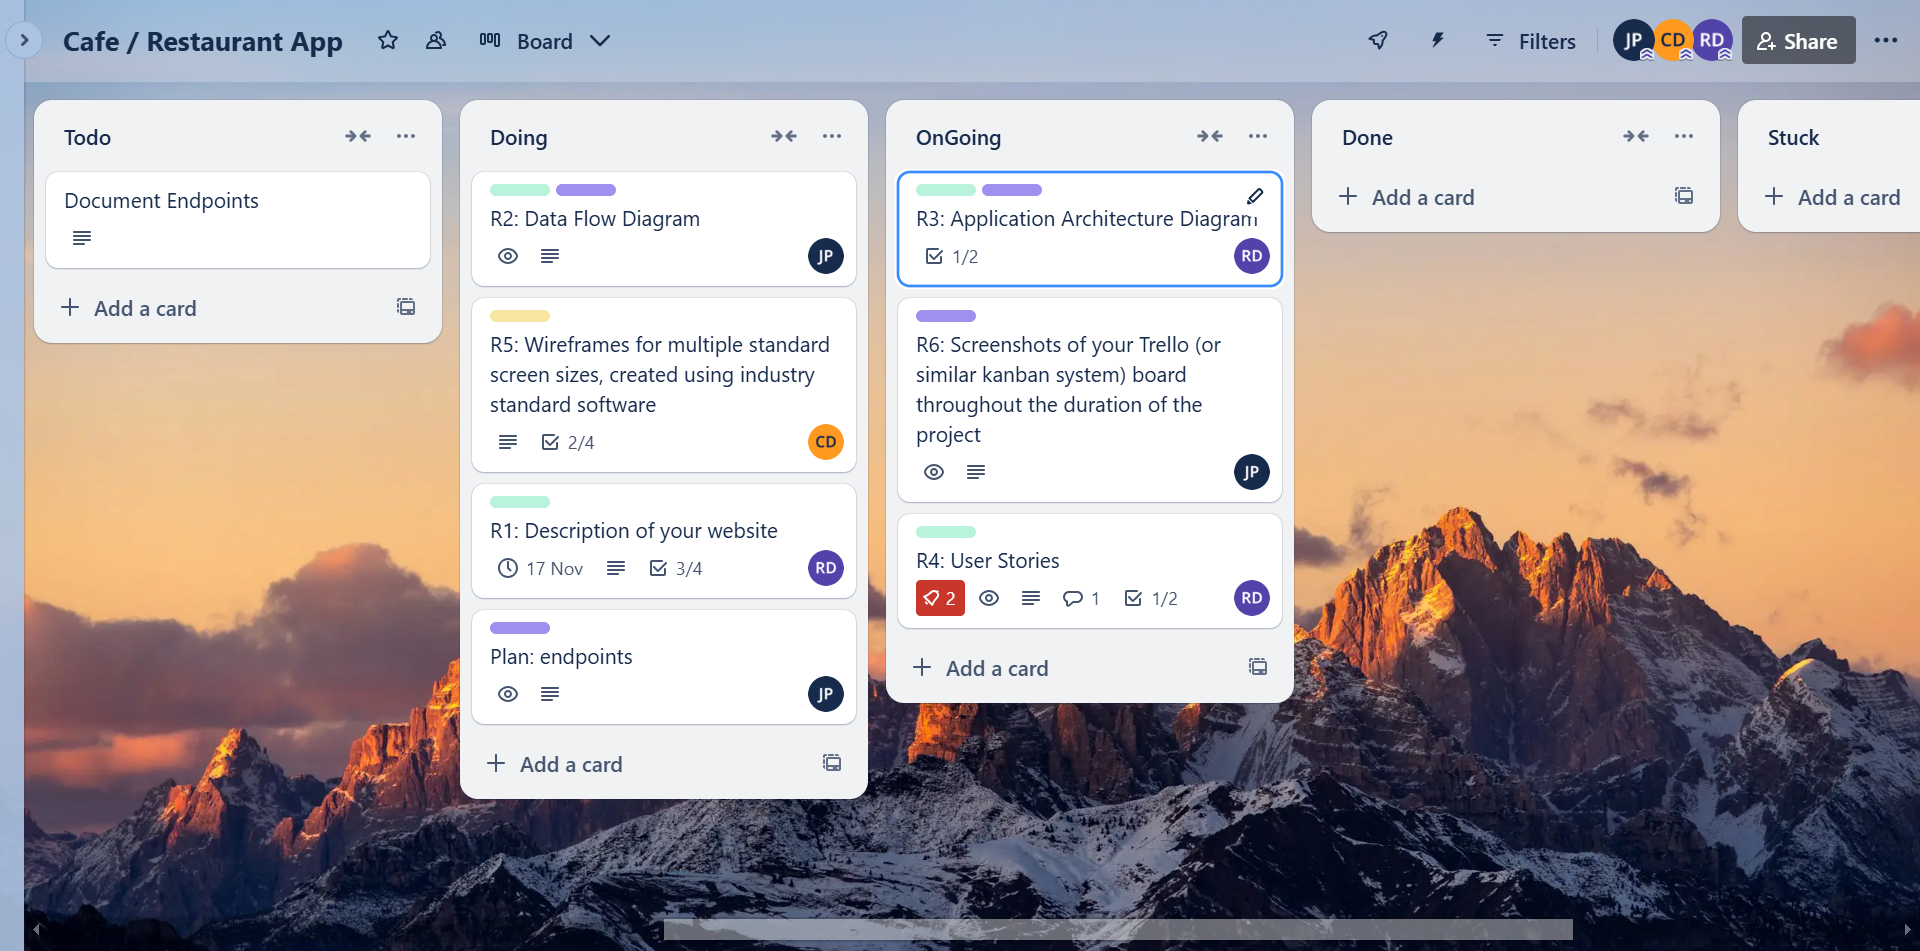 Cafe / Restaurant App
Board
Filters
JP
CD
RD
Share
Todo
Document Endpoints
Add a card
Doing
R2: Data Flow Diagram
JP
R5: Wireframes for multiple standard
screen sizes, created using industry
standard software
2/4
CD
R1: Description of your website
17 Nov
3/4
RD
Plan: endpoints
JP
Add a card
OnGoing
R3: Application Architecture Diagram
1/2
RD
R6: Screenshots of your Trello (or
similar kanban system) board
throughout the duration of the
project
JP
R4: User Stories
2
1
1/2
RD
Add a card
Done
Add a card
Stuck
Add a card